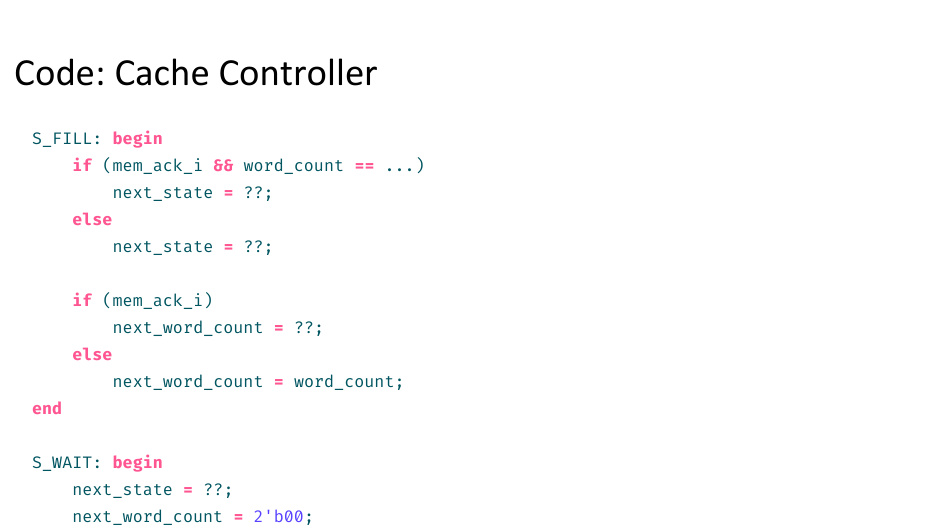 Code: Cache Controller
S_FILL: begin
    if (mem_ack_i && word_count == ...)
        next_state = ??;
    else
        next_state = ??;

    if (mem_ack_i)
        next_word_count = ??;
    else
        next_word_count = word_count;
end

S_WAIT: begin
    next_state = ??;
    next_word_count = 2'b00;